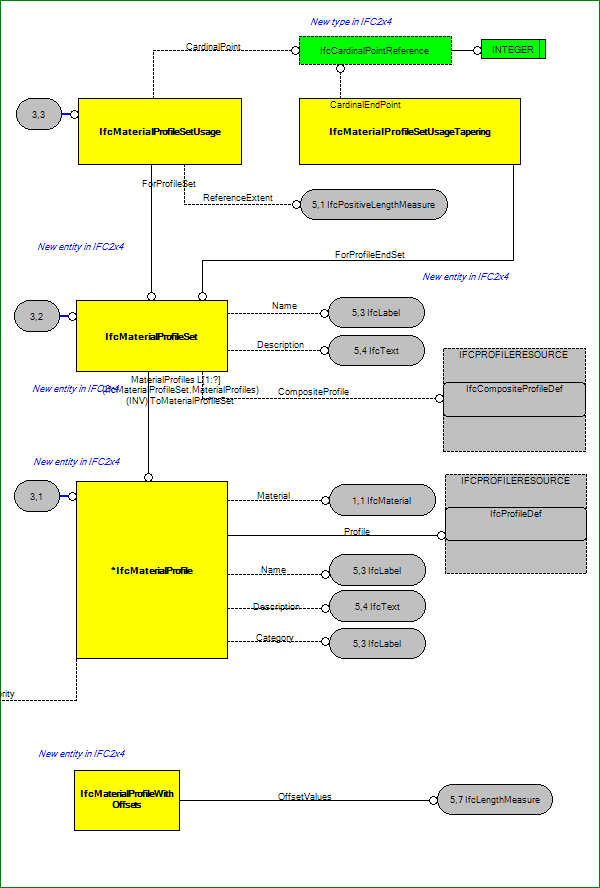 New type in IFC2x4
CardinalPoint
IfcCardinalPointReference
INTEGER
3,3
IfcMaterialProfileSetUsage
CardinalEndPoint
IfcMaterialProfileSetUsageTapering
ForProfileSet
ReferenceExtent
5,1 IfcPositiveLengthMeasure
New entity in IFC2x4
ForProfileEndSet
New entity in IFC2x4
3,2
IfcMaterialProfileSet
Name
5,3 IfcLabel
Description
5,4 IfcText
IFCPROFILERESOURCE
IfcCompositeProfileDef
MaterialProfiles L[1:?]
New entity in IFC2x4
(IfcMaterialProfileSet.MaterialProfiles)
CompositeProfile
(INV) ToMaterialProfileSet
New entity in IFC2x4
IFCPROFILERESOURCE
3,1
Material
1,1 IfcMaterial
IfcProfileDef
Profile
*IfcMaterialProfile
Name
5,3 IfcLabel
Description
5,4 IfcText
Category
5,3 IfcLabel
ority
New entity in IFC2x4
IfcMaterialProfileWith
Offsets
OffsetValues
5,7 IfcLengthMeasure